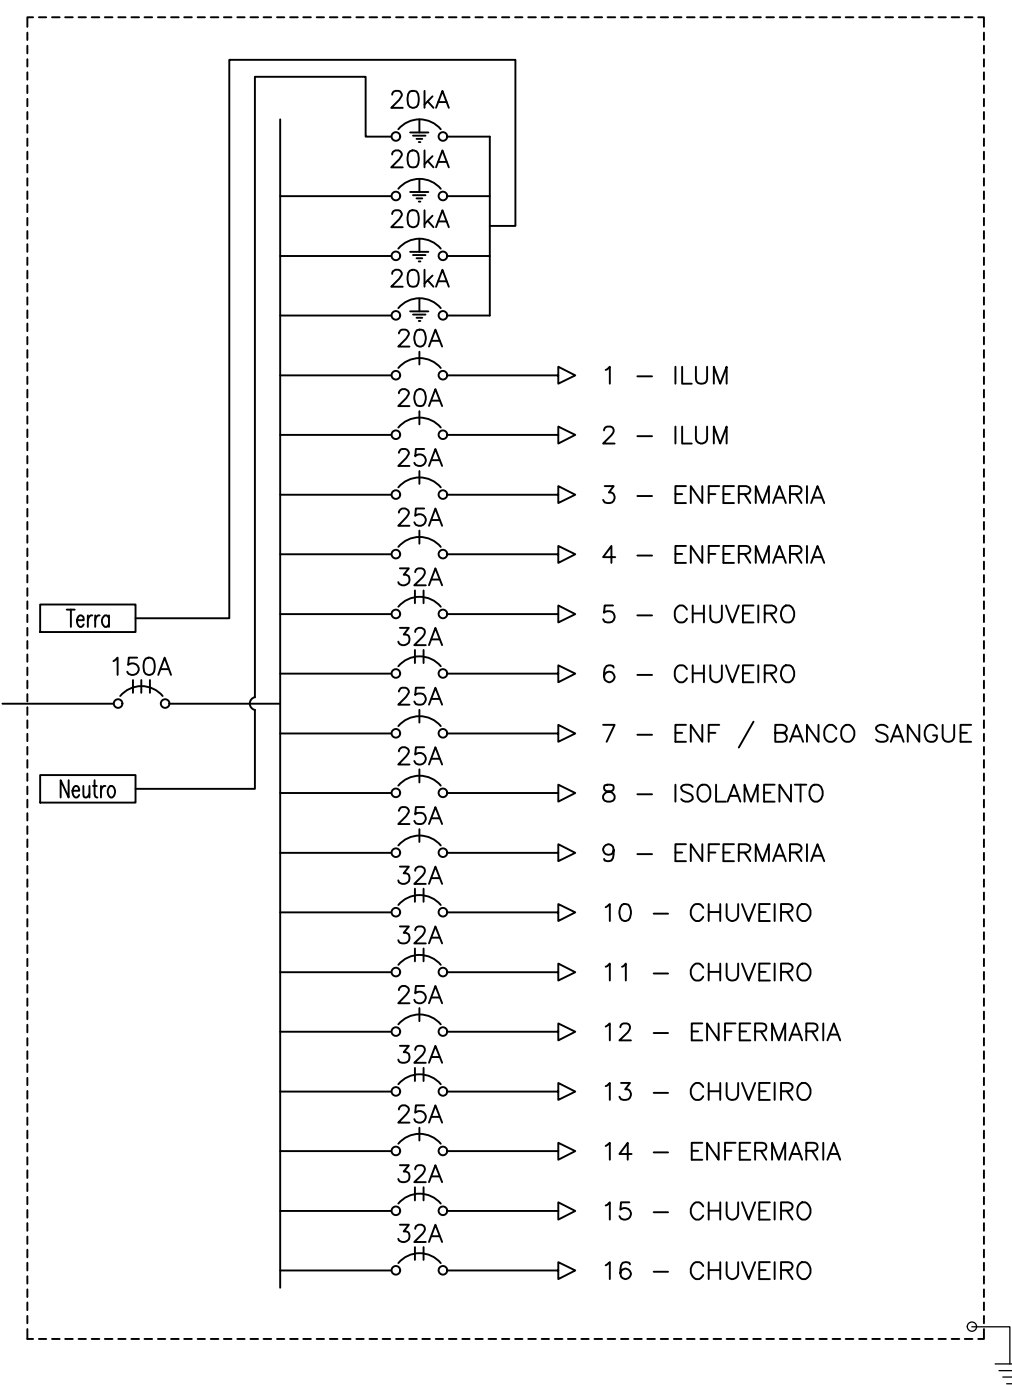 20kA
20kA
20kA
20kA
20A
1 - ILUM
20A
2 - ILUM
25A
3 - ENFERMARIA
25A
4 - ENFERMARIA
32A
5 - CHUVEIRO
Terra
32A
150A
6 - CHUVEIRO
25A
7 - ENF / BANCO SANGUE
25A
Neutro
8 - ISOLAMENTO
25A
9 - ENFERMARIA
32A
10 - CHUVEIRO
32A
11 - CHUVEIRO
25A
12 - ENFERMARIA
32A
13 - CHUVEIRO
25A
14 - ENFERMARIA
32A
15 - CHUVEIRO
32A
16 - CHUVEIRO